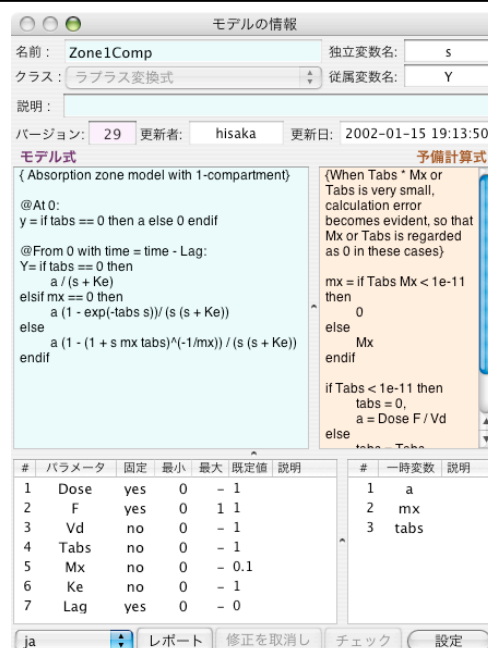 モデルの情報
名前： Zone1Comp 独立変数名: s
クラス： ラプラス変換式 従属変数名: Y
説明：
バージョン: 29 更新者: hisaka 更新日: 2002-01-15 19:13:50
モデル式
{ Absorption zone model with 1-compartment}
@At 0:
y = if tabs == 0 then a else 0 endif
@From 0 with time = time - Lag:
Y= if tabs == 0 then
a / (s + Ke)
elsif mx == 0 then
a (1 - exp(-tabs s))/ (s (s + Ke))
else
a (1 - (1 + s mx tabs)^(-1/mx)) / (s (s + Ke))
endif
予備計算式
{When Tabs * Mx or
Tabs is very small,
calculation error
becomes evident, so that
Mx or Tabs is regarded
as 0 in these cases}
mx = if Tabs Mx < 1e-11
then
0
else
Mx
endif
if Tabs < 1e-11 then
tabs = 0,
a = Dose F / Vd
else
tabs = Tabs
# パラメータ 固定 最小 最大 既定値 説明
1 Dose yes 0 – 1
2 F yes 0 1 1
3 Vd no 0 – 1
4 Tabs no 0 – 1
5 Mx no 0 – 0.1
6 Ke no 0 – 1
7 Lag yes 0 – 0
# 一時変数 説明
1 a
2 mx
3 tabs
ja レポート 修正を取消し チェック 設定